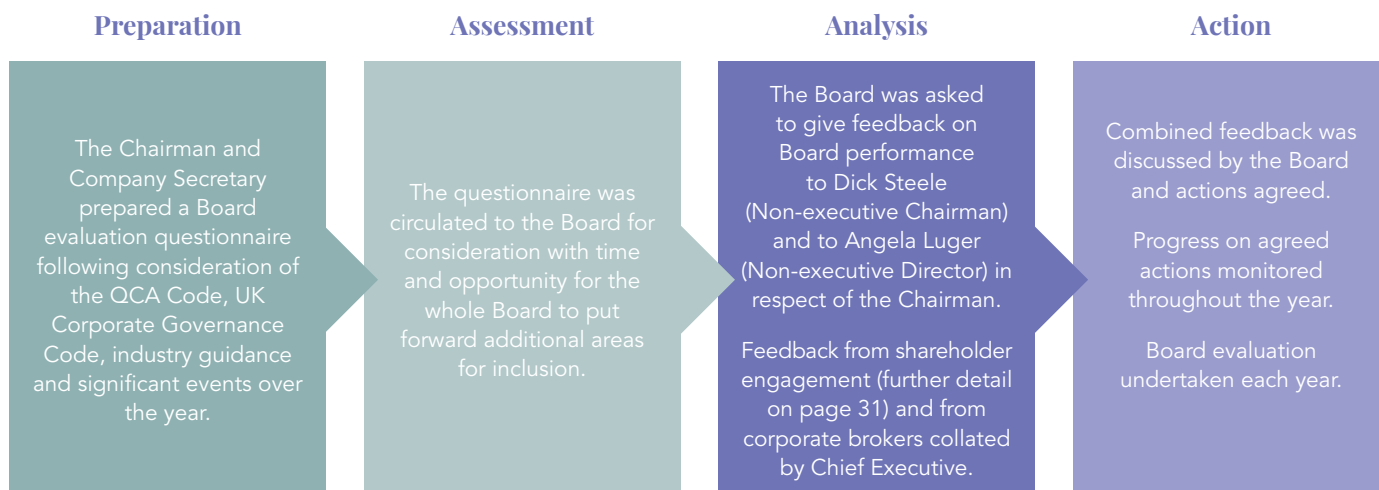 Preparation
The Chairman and
Company Secretary
prepared a Board
evaluation questionnaire
following consideration of
the QCA Code, UK
Corporate Governance
Code, industry guidance
and significant events over
the year.
Assessment
The questionnaire was
circulated to the Board for
consideration with time
and opportunity for the
whole Board to put
forward additional areas
for inclusion.
Analysis
The Board was asked
to give feedback on
Board performance
to Dick Steele
(Non-executive Chairman)
and to Angela Luger
(Non-executive Director) in
respect of the Chairman.
Feedback from shareholder
engagement (further detail
on page 31) and from
corporate brokers collated
by Chief Executive.
Action
Combined feedback was
discussed by the Board
and actions agreed.
Progress on agreed
actions monitored
throughout the year.
Board evaluation
undertaken each year.